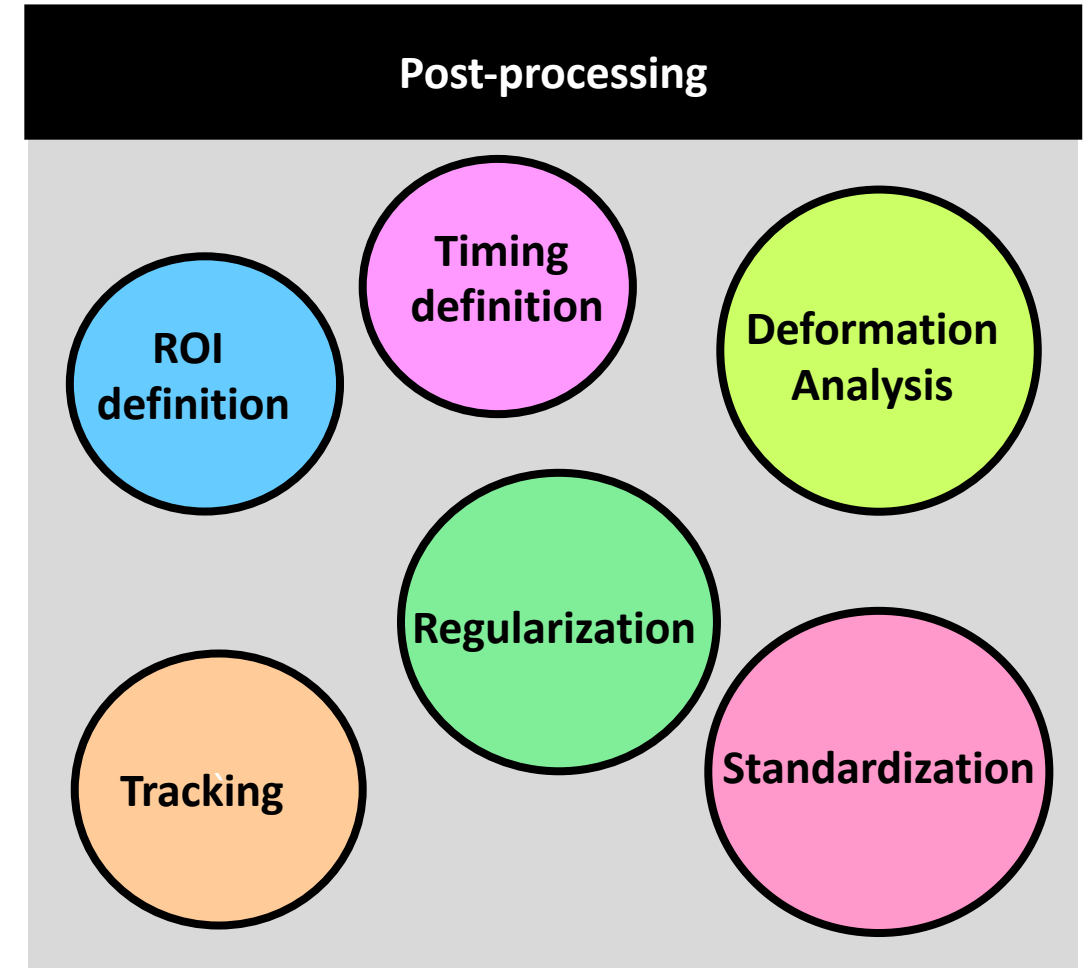 Post-processing
Timing
definition
ROI
definition
Deformation
Analysis
Regularization
Tracking
Standardization